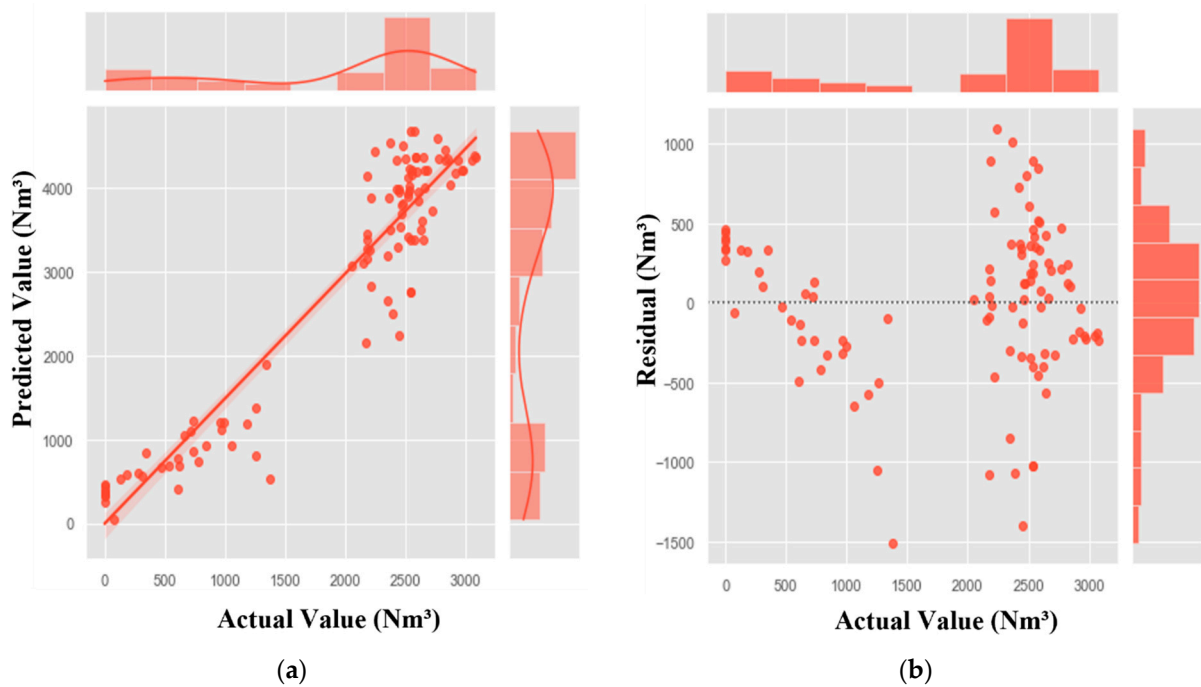 Predicted Value (Nm³)
4000
3000
2000
1000
0
0 500 1000 1500 2000 2500 3000
Actual Value (Nm³)
(a)
Residual (Nm³)
1000
500
0
−500
−1000
−1500
0 500 1000 1500 2000 2500 3000
Actual Value (Nm³)
(b)